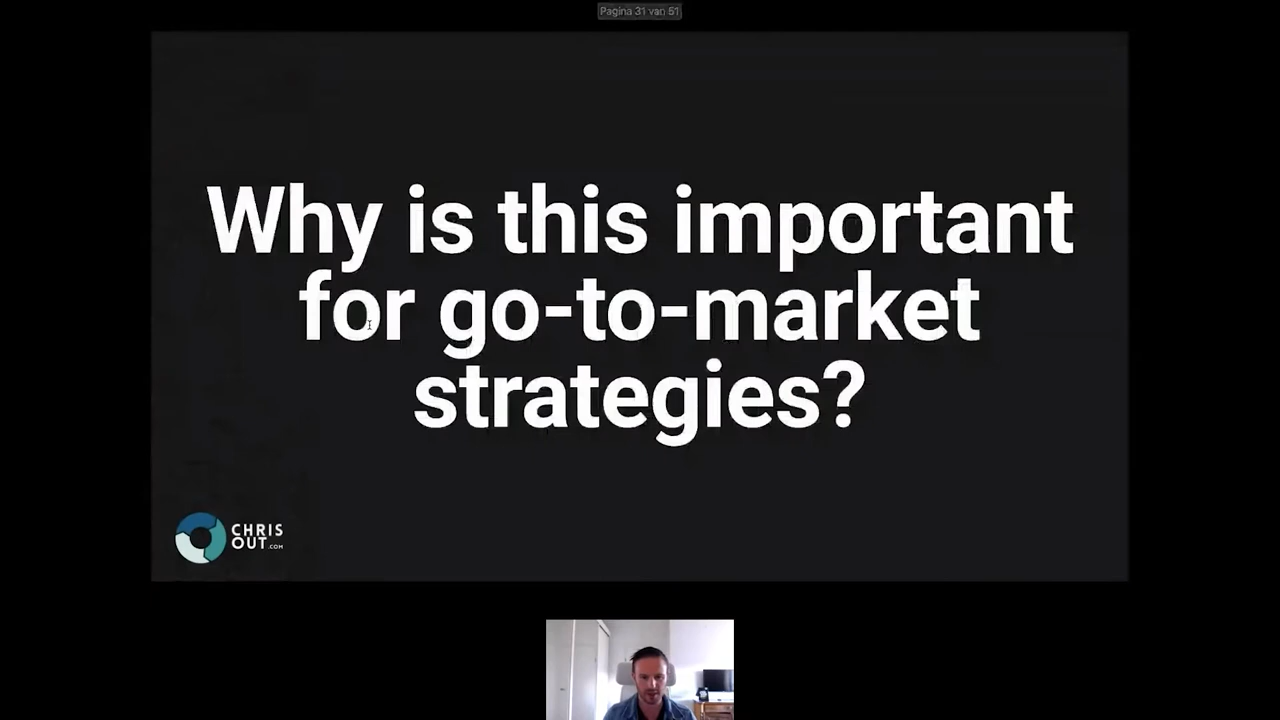 Pagina 31 van 51
Why is this important
for go-to-market
strategies?
CHRIS
OUT.COM